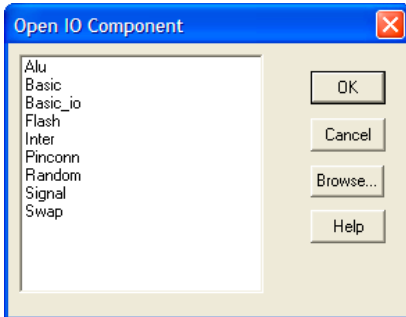 Open IO Component
Alu
Basic
Basic_io
Flash
Inter
Pinconn
Random
Signal
Swap
OK
Cancel
Browse...
Help